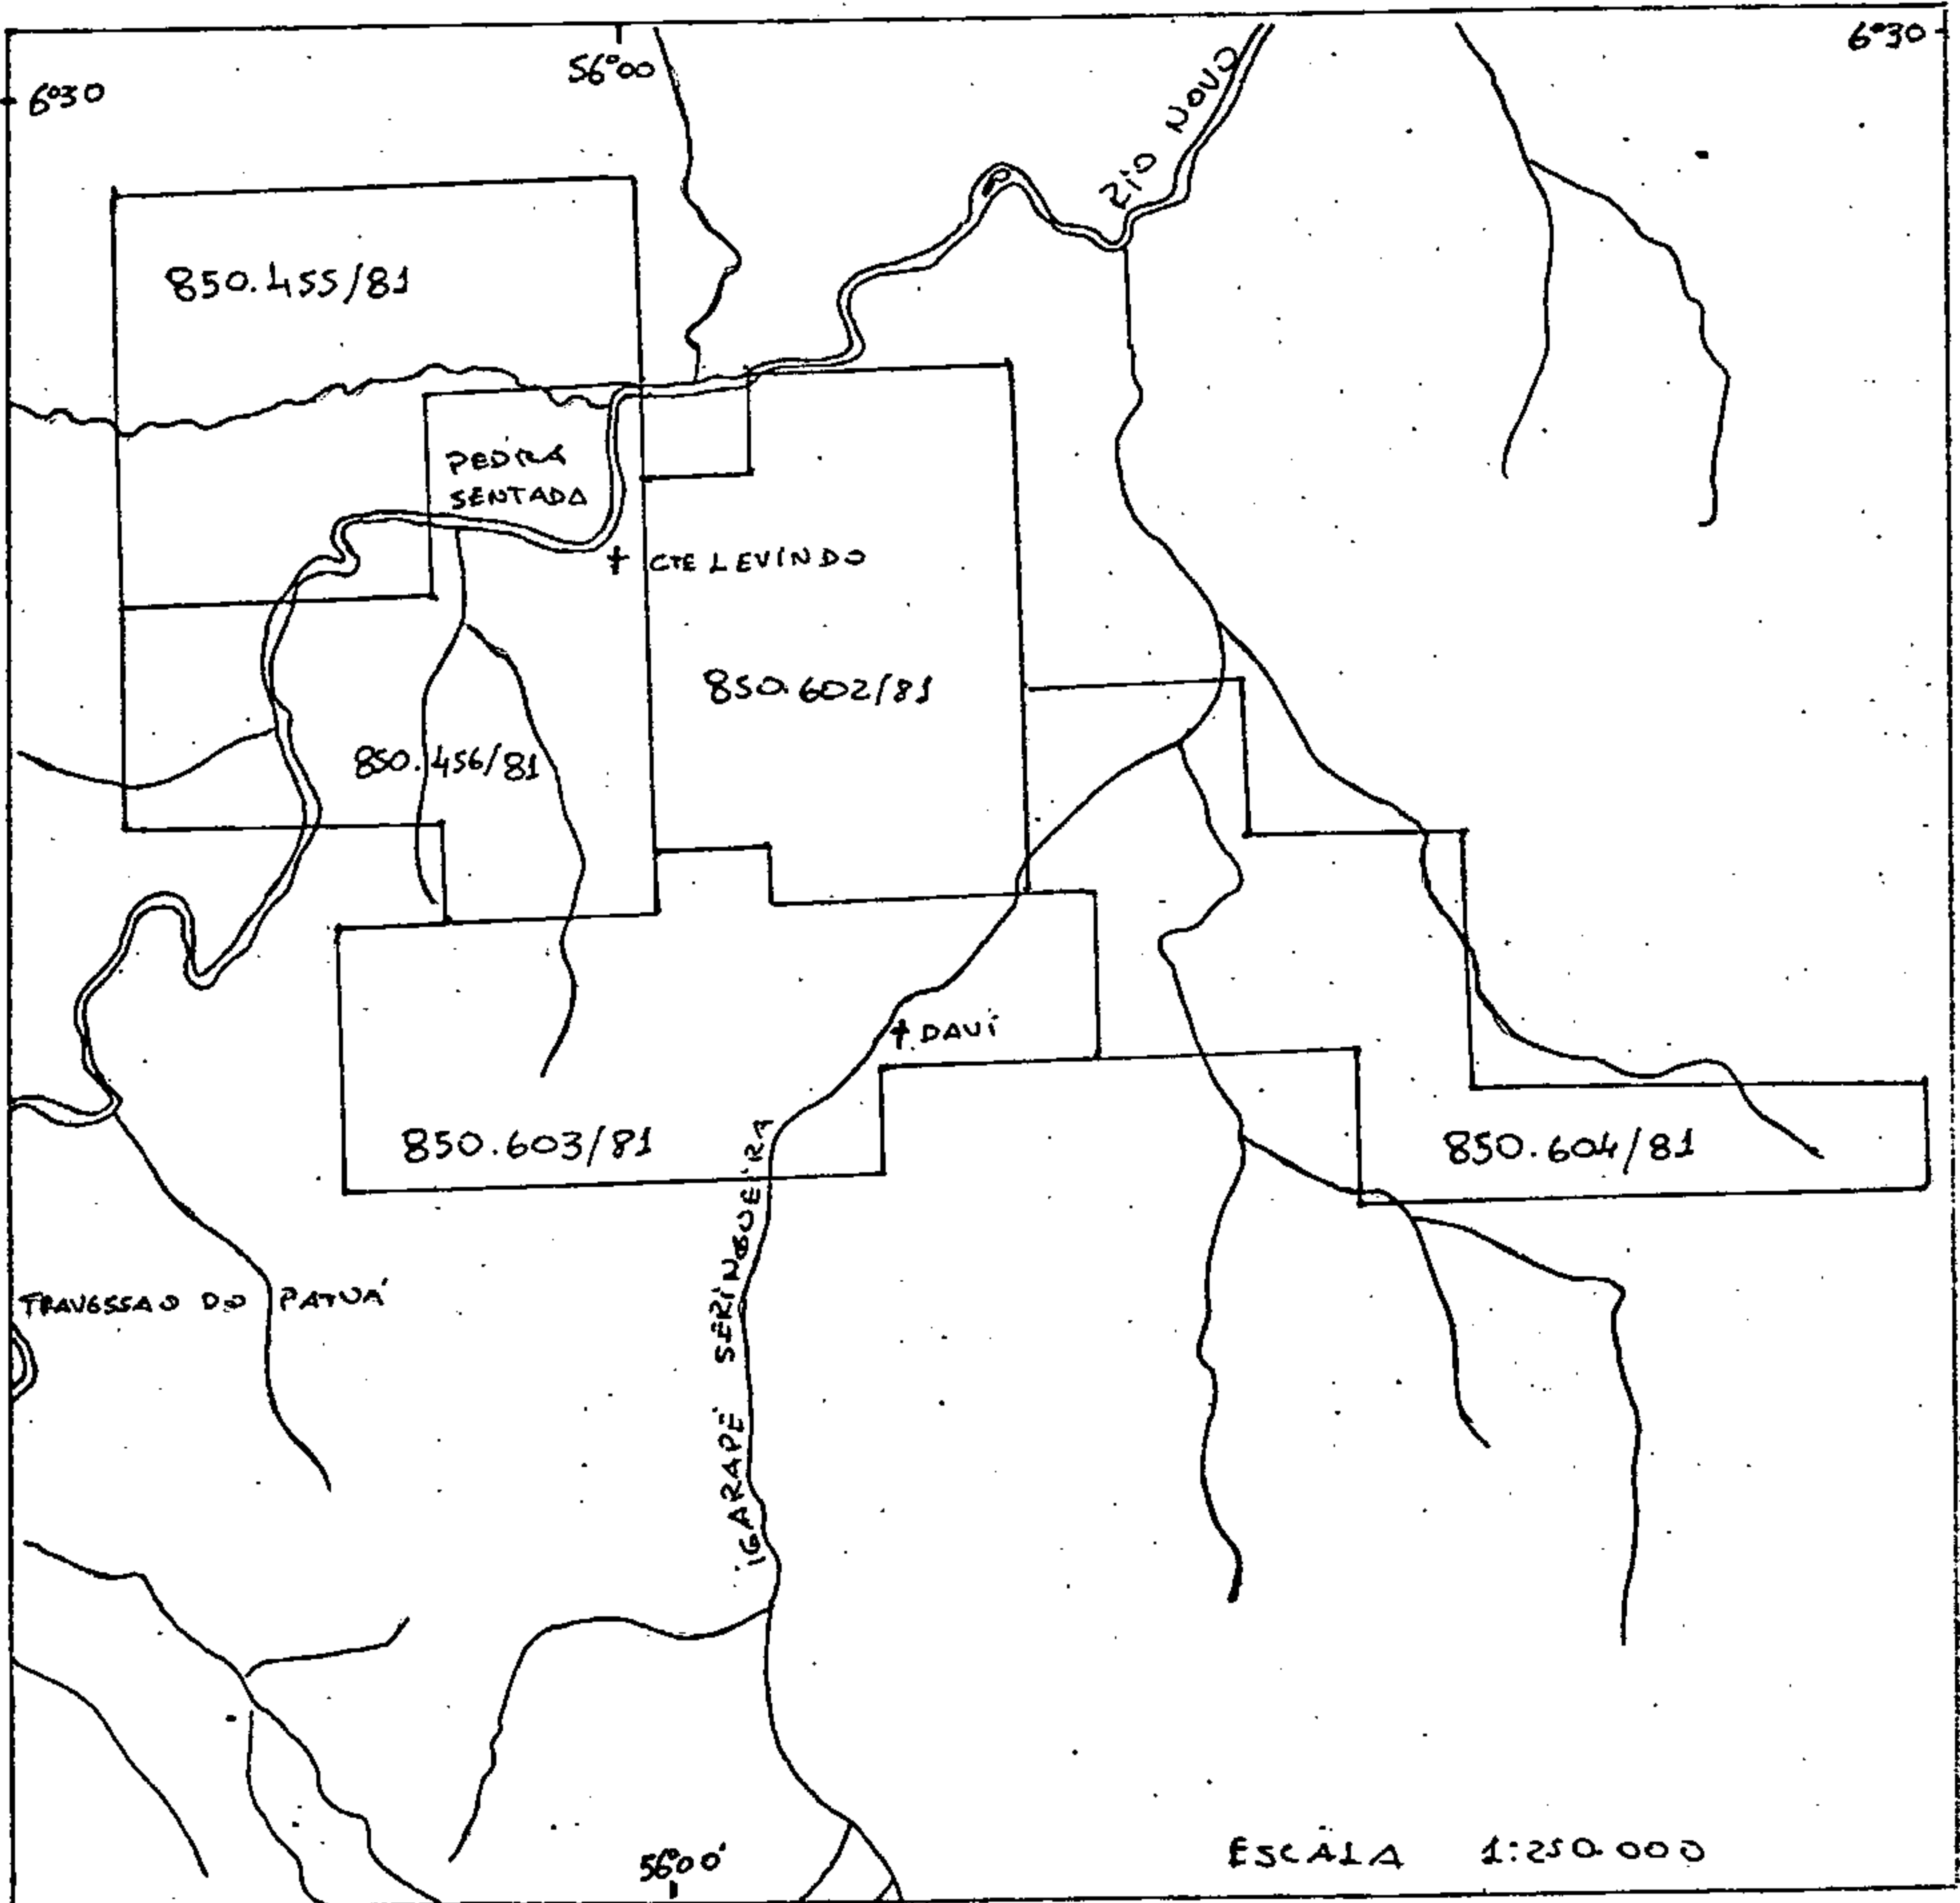 6°30
56°00
RIO NOVO
6°30
850.455/81
PEDRA
SENTADA
CTE LEVINDO
850.602/81
850.456/81
DAVI
850.603/81
850.604/81
IGARAPÉ SERINGUEIRA
TRAVESSAO DO PATUÁ
56°00'
ESCALA 1:250.000